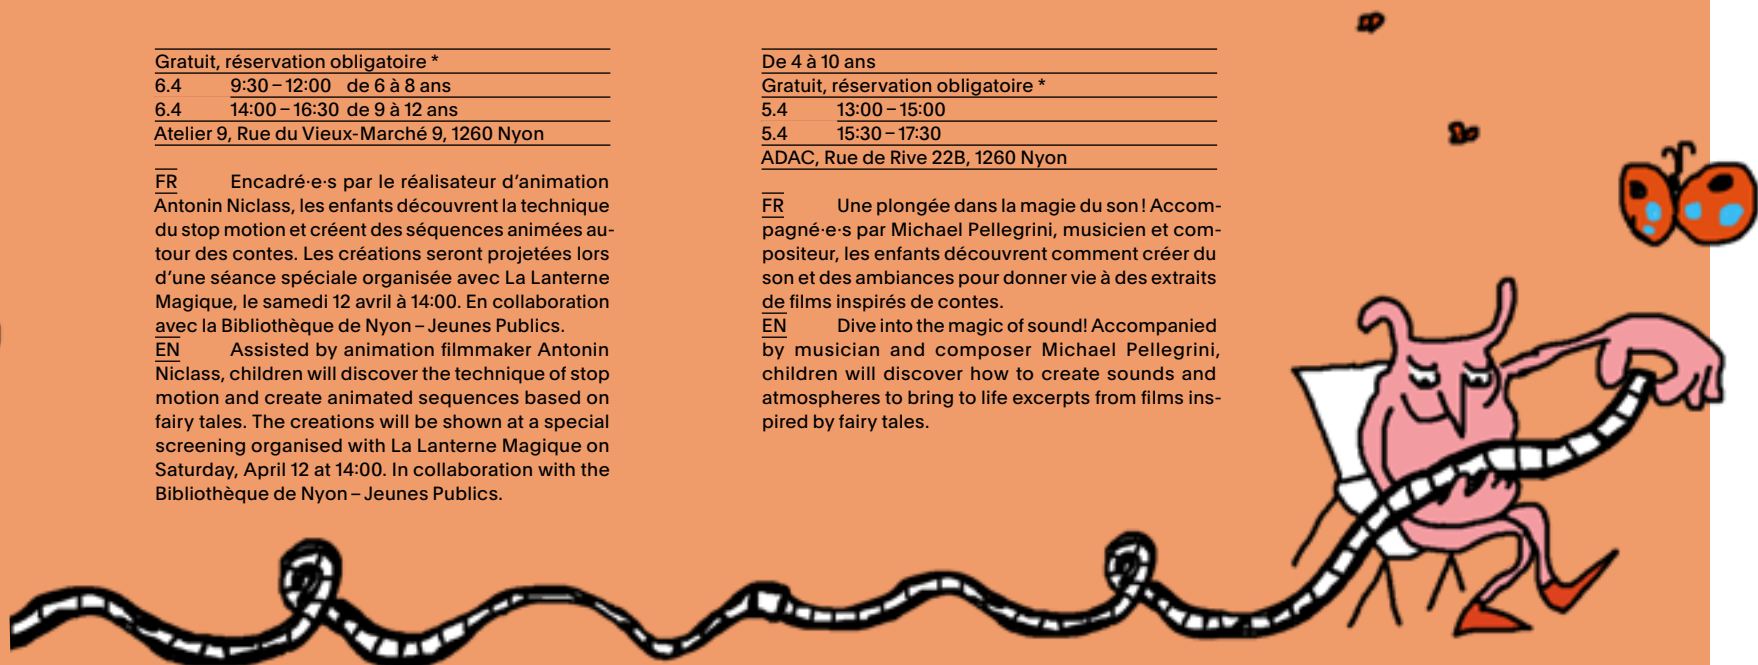 Gratuit, réservation obligatoire *
6.4 9:30 – 12:00 de 6 à 8 ans
6.4 14:00 – 16:30 de 9 à 12 ans
Atelier 9, Rue du Vieux-Marché 9, 1260 Nyon
FR Encadré·e·s par le réalisateur d’animation
Antonin Niclass, les enfants découvrent la technique
du stop motion et créent des séquences animées au-
tour des contes. Les créations seront projetées lors
d’une séance spéciale organisée avec La Lanterne
Magique, le samedi 12 avril à 14:00. En collaboration
avec la Bibliothèque de Nyon – Jeunes Publics.
EN Assisted by animation filmmaker Antonin
Niclass, children will discover the technique of stop
motion and create animated sequences based on
fairy tales. The creations will be shown at a special
screening organised with La Lanterne Magique on
Saturday, April 12 at 14:00. In collaboration with the
Bibliothèque de Nyon – Jeunes Publics.
De 4 à 10 ans
Gratuit, réservation obligatoire *
5.4 13:00 – 15:00
5.4 15:30 – 17:30
ADAC, Rue de Rive 22B, 1260 Nyon
FR Une plongée dans la magie du son ! Accom-
pagné·e·s par Michael Pellegrini, musicien et com-
positeur, les enfants découvrent comment créer du
son et des ambiances pour donner vie à des extraits
de films inspirés de contes.
EN Dive into the magic of sound! Accompanied
by musician and composer Michael Pellegrini,
children will discover how to create sounds and
atmospheres to bring to life excerpts from films ins-
pired by fairy tales.